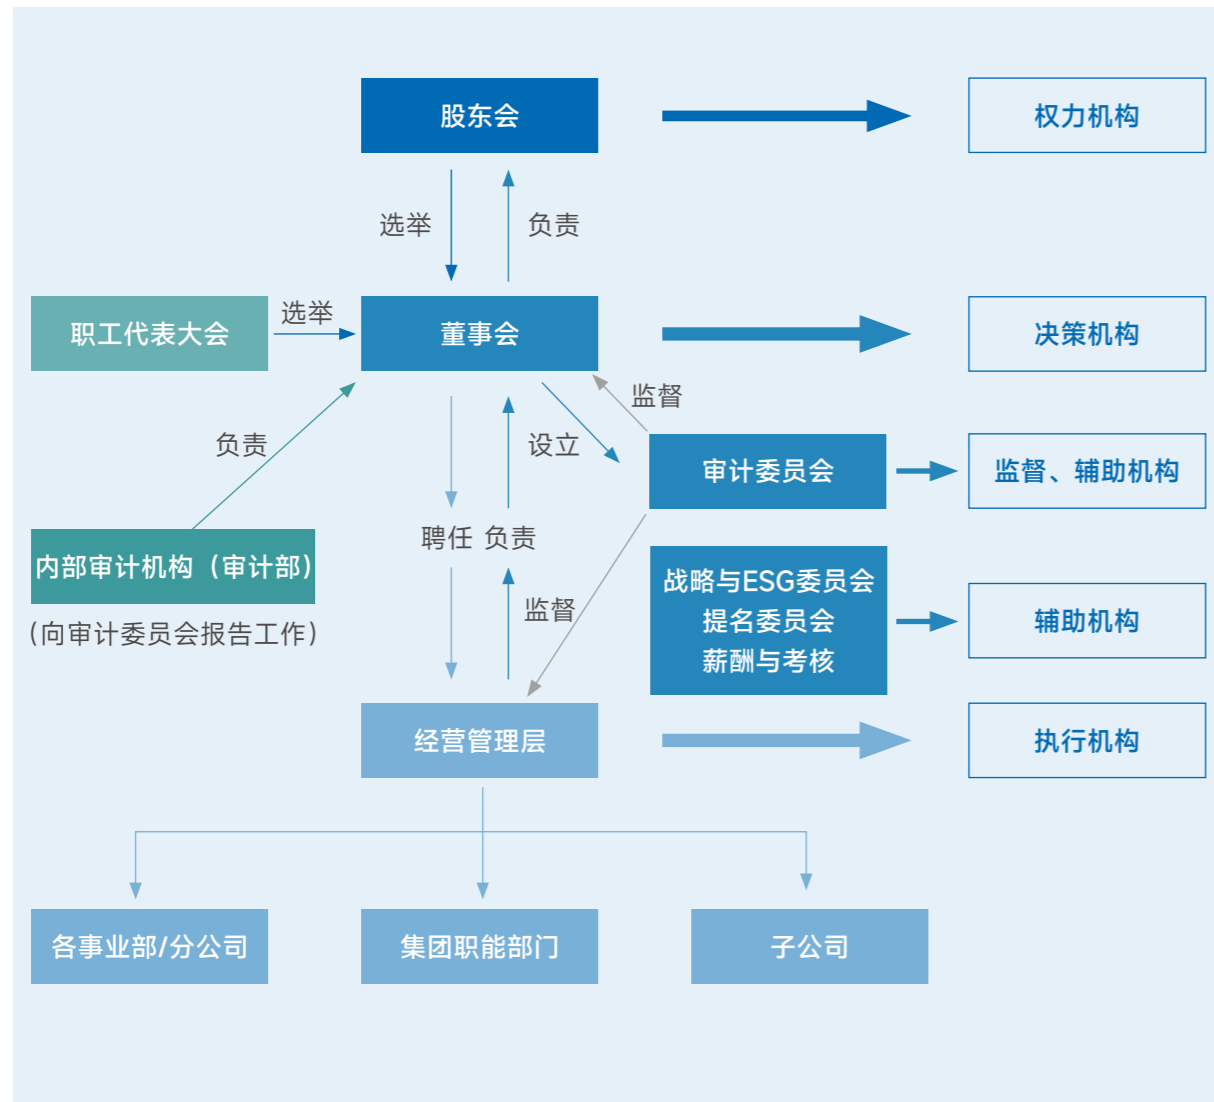 股东会
权力机构
选举
负责
职工代表大会
选举
董事会
决策机构
监督
负责
设立
审计委员会
监督、辅助机构
聘任 负责
内部审计机构（审计部）
（向审计委员会报告工作）
监督
战略与ESG委员会
提名委员会
薪酬与考核
辅助机构
经营管理层
执行机构
各事业部/分公司
集团职能部门
子公司